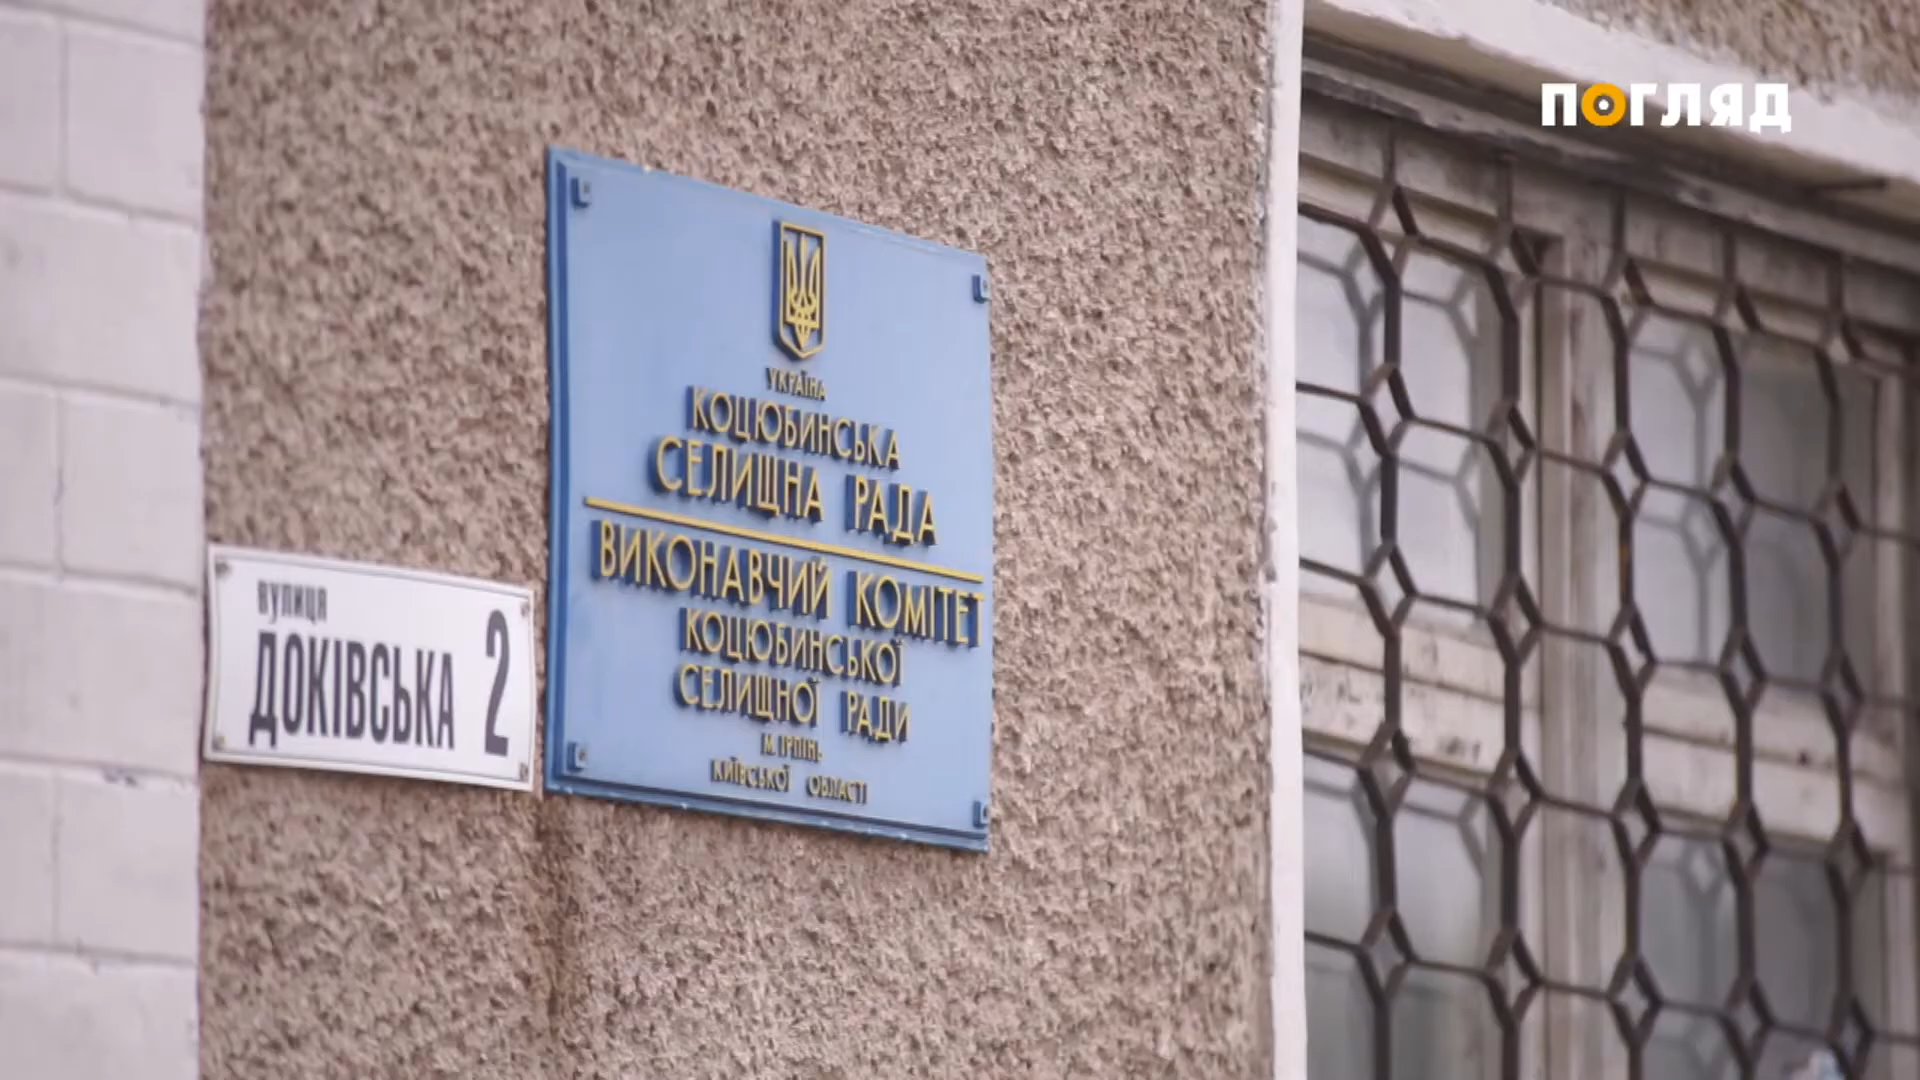 ПОГЛЯД
УКРАЇНА
КОЦЮБИНСЬКА
СЕЛИЩНА РАДА
ВИКОНАВЧИЙ КОМІТЕТ
КОЦЮБИНСЬКОЇ
СЕЛИЩНОЇ РАДИ
М. ІРПІНЬ
КИЇВСЬКОЇ ОБЛАСТІ
вулиця
ДОКІВСЬКА 2